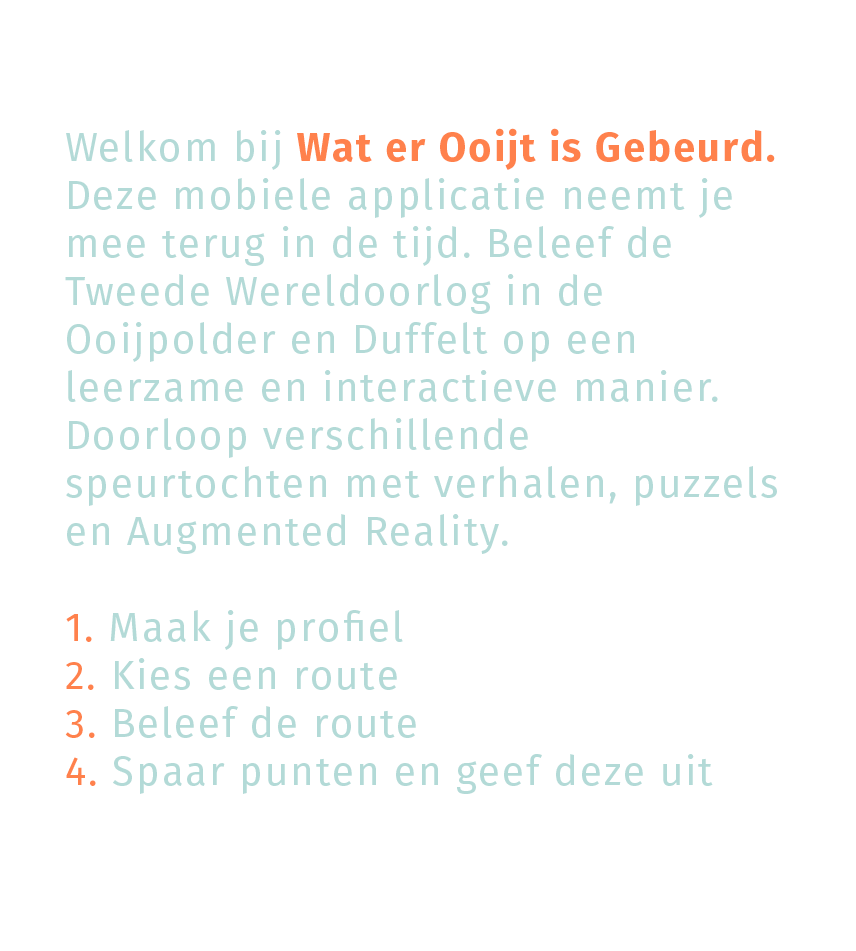 Welkom bij Wat er Ooijt is Gebeurd.
Deze mobiele applicatie neemt je
mee terug in de tijd. Beleef de
Tweede Wereldoorlog in de
Ooijpolder en Duffelt op een
leerzame en interactieve manier.
Doorloop verschillende
speurtochten met verhalen, puzzels
en Augmented Reality.

1. Maak je profiel
2. Kies een route
3. Beleef de route
4. Spaar punten en geef deze uit